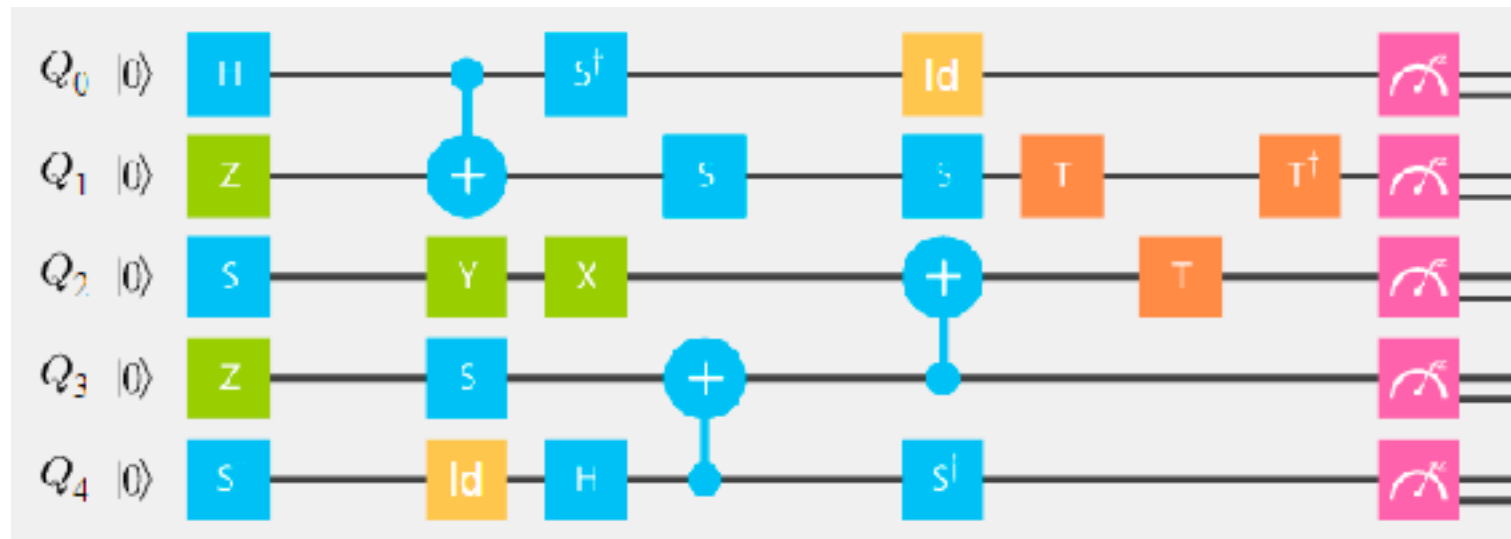 Q0 |0⟩ H S† Id
Q1 |0⟩ Z + S S T T†
Q2 |0⟩ S Y X + T
Q3 |0⟩ Z S +
Q4 |0⟩ S Id H S†